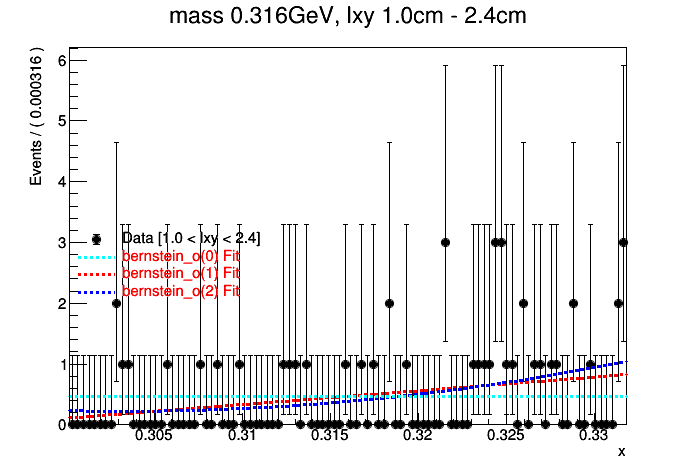 mass 0.316GeV, lxy 1.0cm - 2.4cm
Events / ( 0.000316 )
6
5
4
3
2
1
0
Data [1.0 < lxy < 2.4]
bernstein_o(0) Fit
bernstein_o(1) Fit
bernstein_o(2) Fit
0.305 0.31 0.315 0.32 0.325 0.33
x